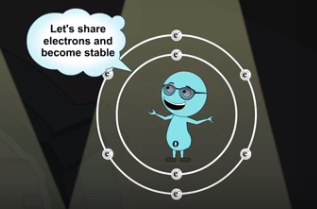 Let's share
electrons and
become stable
e⁻
e⁻
e⁻
e⁻
e⁻
e⁻
e⁻
e⁻